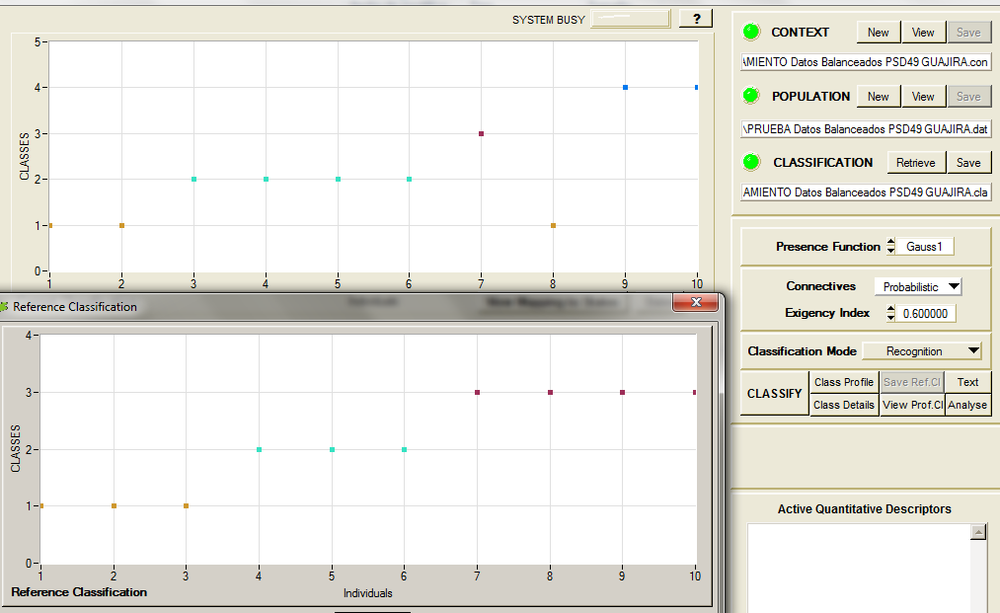 SYSTEM BUSY ?
5
4
3
2
1
0
CLASSES
1 2 3 4 5 6 7 8 9 10
Individuals
Reference Classification X
4
3
2
1
0
CLASSES
1 2 3 4 5 6 7 8 9 10
Reference Classification Individuals
CONTEXT New View Save
AMIENTO Datos Balanceados PSD49 GUAJIRA.con
POPULATION New View Save
\PRUEBA Datos Balanceados PSD49 GUAJIRA.dat
CLASSIFICATION Retrieve Save
AMIENTO Datos Balanceados PSD49 GUAJIRA.cla
Presence Function Gauss1
Connectives Probabilistic
Exigency Index 0.600000
Classification Mode Recognition
CLASSIFY
Class Profile Save Ref.Cl Text
Class Details View Prof.Cl Analyse
Active Quantitative Descriptors